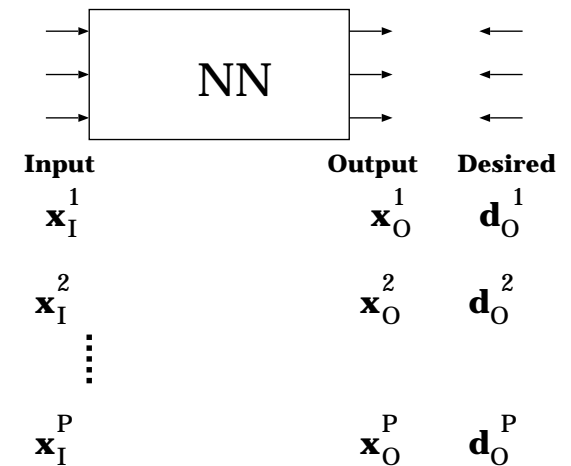 NN
Input Output Desired
x_I^1 x_O^1 d_O^1
x_I^2 x_O^2 d_O^2
x_I^P x_O^P d_O^P